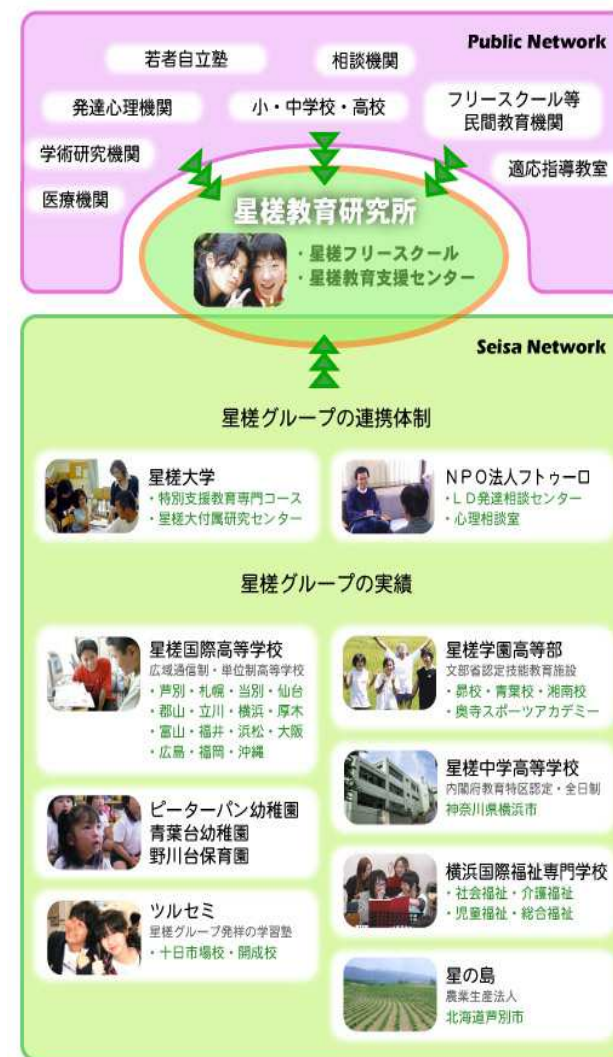 Public Network
若者自立塾
相談機関
発達心理機関
小・中学校・高校
フリースクール等
民間教育機関
学術研究機関
適応指導教室
医療機関
星槎教育研究所
・星槎フリースクール
・星槎教育支援センター
Seisa Network
星槎グループの連携体制
星槎大学
・特別支援教育専門コース
・星槎大付属研究センター
NPO法人フトゥーロ
・LD発達相談センター
・心理相談室
星槎グループの実績
星槎国際高等学校
広域通信制・単位制高等学校
・芦別・札幌・当別・仙台
・郡山・立川・横浜・厚木
・富山・福井・浜松・大阪
・広島・福岡・沖縄
星槎学園高等部
文部省認定技能教育施設
・昴校・青葉校・湘南校
・奥寺スポーツアカデミー
星槎中学高等学校
内閣府教育特区認定・全日制
神奈川県横浜市
ピーターパン幼稚園
青葉台幼稚園
野川台保育園
横浜国際福祉専門学校
・社会福祉・介護福祉
・児童福祉・総合福祉
ツルセミ
星槎グループ発祥の学習塾
・十日市場校・開成校
星の島
農業生産法人
北海道芦別市